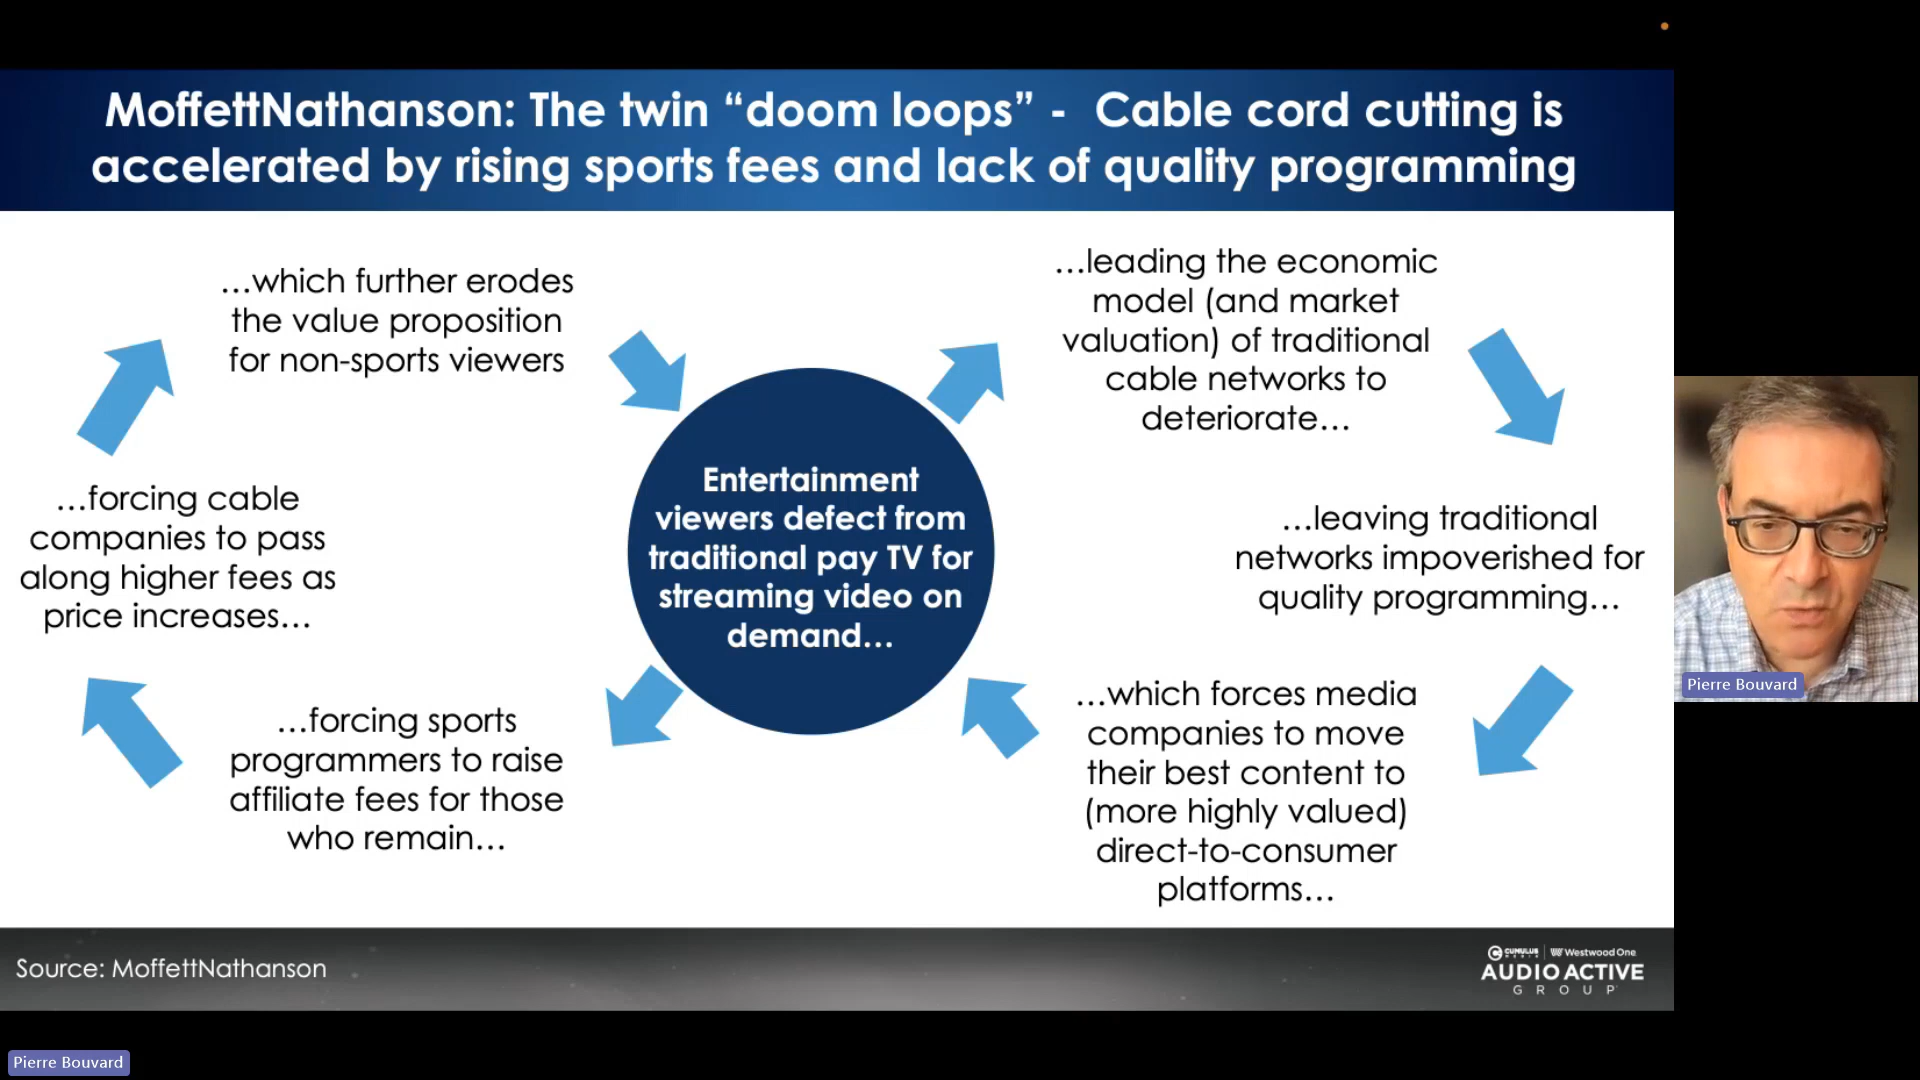 MoffettNathanson: The twin “doom loops” - Cable cord cutting is
accelerated by rising sports fees and lack of quality programming
…which further erodes
the value proposition
for non-sports viewers
…forcing cable
companies to pass
along higher fees as
price increases…
…forcing sports
programmers to raise
affiliate fees for those
who remain…
Entertainment
viewers defect from
traditional pay TV for
streaming video on
demand…
…leading the economic
model (and market
valuation) of traditional
cable networks to
deteriorate…
…leaving traditional
networks impoverished for
quality programming…
…which forces media
companies to move
their best content to
(more highly valued)
direct-to-consumer
platforms…
Pierre Bouvard
Source: MoffettNathanson
CUMULUS MEDIA | Westwood One
AUDIO ACTIVE
GROUP
Pierre Bouvard